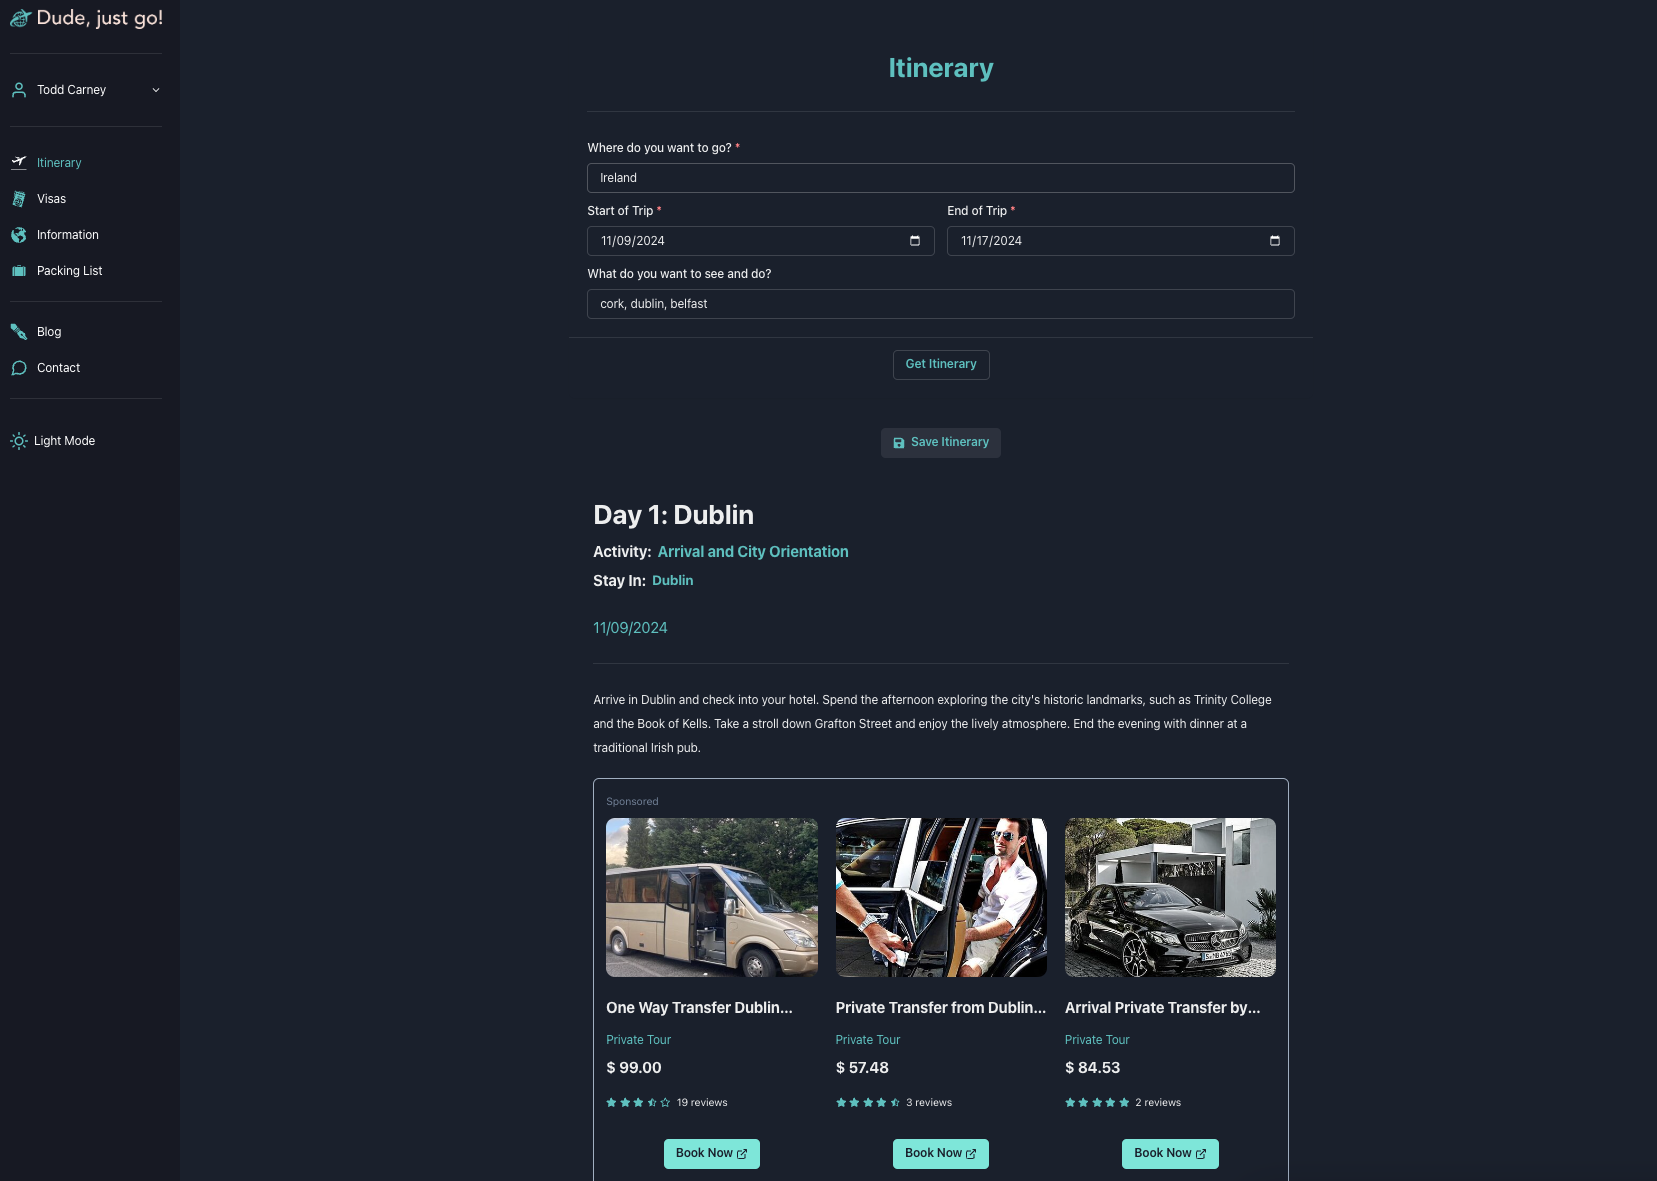 Dude, just go!
Todd Carney
Itinerary
Visas
Information
Packing List
Blog
Contact
Light Mode
Itinerary
Where do you want to go? *
Ireland
Start of Trip *
End of Trip *
11/09/2024
11/17/2024
What do you want to see and do?
cork, dublin, belfast
Get Itinerary
Save Itinerary
Day 1: Dublin
Activity: Arrival and City Orientation
Stay In: Dublin
11/09/2024
Arrive in Dublin and check into your hotel. Spend the afternoon exploring the city's historic landmarks, such as Trinity College
and the Book of Kells. Take a stroll down Grafton Street and enjoy the lively atmosphere. End the evening with dinner at a
traditional Irish pub.
Sponsored
One Way Transfer Dublin...
Private Tour
$ 99.00
19 reviews
Book Now
Private Transfer from Dublin...
Private Tour
$ 57.48
3 reviews
Book Now
Arrival Private Transfer by...
Private Tour
$ 84.53
2 reviews
Book Now